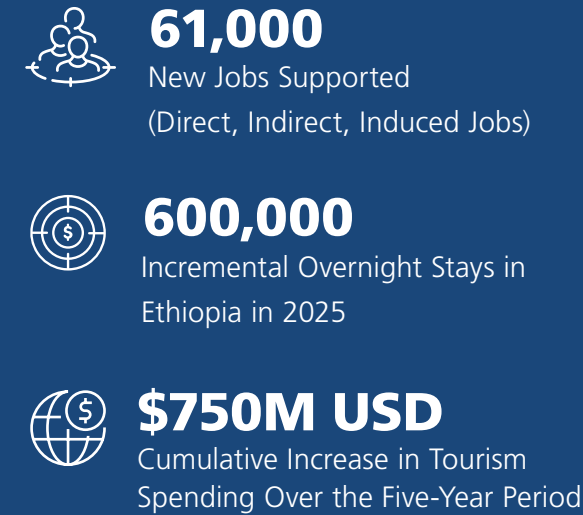 61,000
New Jobs Supported
(Direct, Indirect, Induced Jobs)
$
600,000
Incremental Overnight Stays in
Ethiopia in 2025
$
$750M USD
Cumulative Increase in Tourism
Spending Over the Five-Year Period